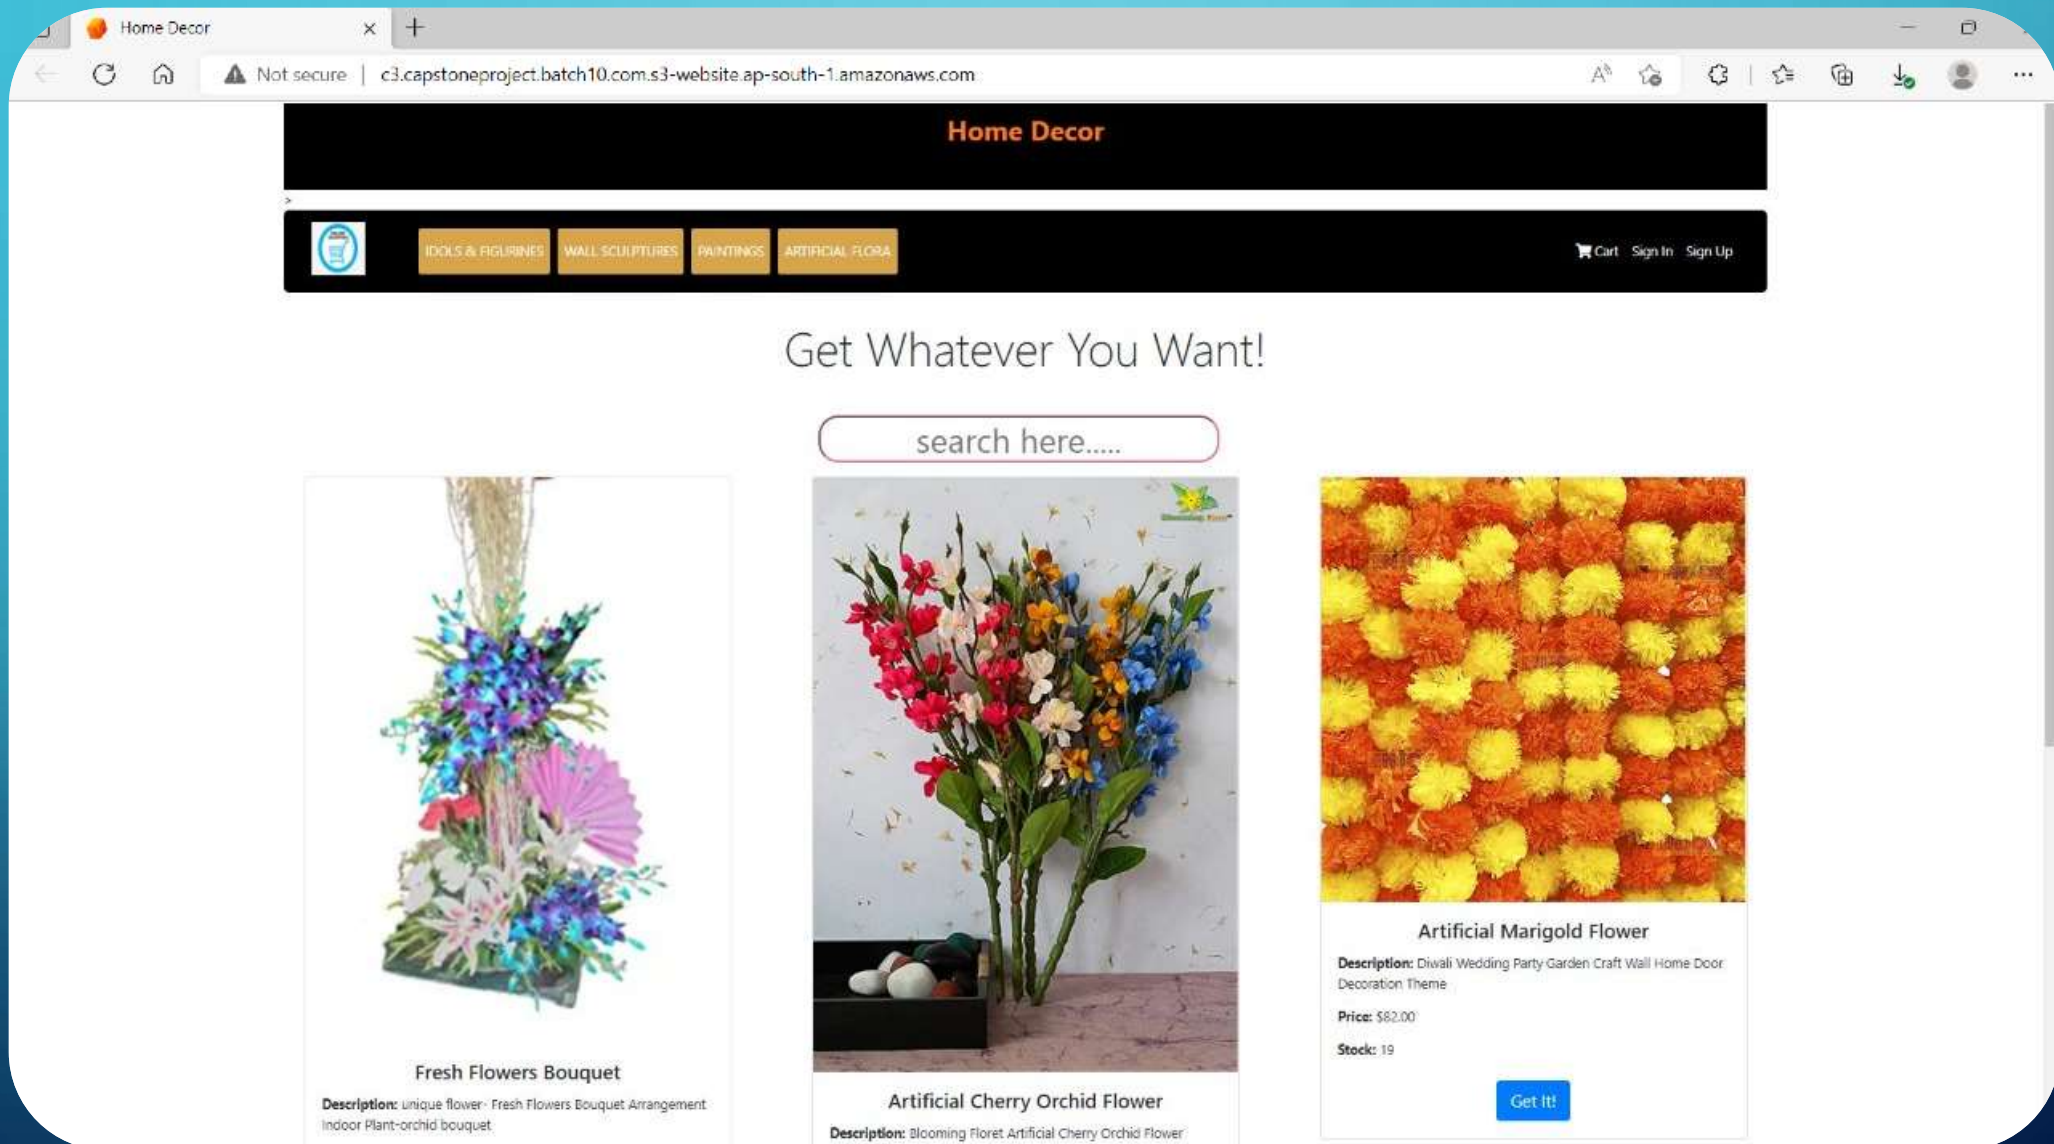 Home Decor
Not secure | c3.capstoneproject.batch10.com.s3-website.ap-south-1.amazonaws.com
Home Decor
>
IDOLS & FIGURINES WALL SCULPTURES PAINTINGS ARTIFICIAL FLORA Cart Sign In Sign Up
Get Whatever You Want!
search here.....
Fresh Flowers Bouquet
Description: unique flower- Fresh Flowers Bouquet Arrangement
Indoor Plant-orchid bouquet
Artificial Cherry Orchid Flower
Description: Blooming Floret Artificial Cherry Orchid Flower
Artificial Marigold Flower
Description: Diwali Wedding Party Garden Craft Wall Home Door
Decoration Theme
Price: $82.00
Stock: 19
Get It!